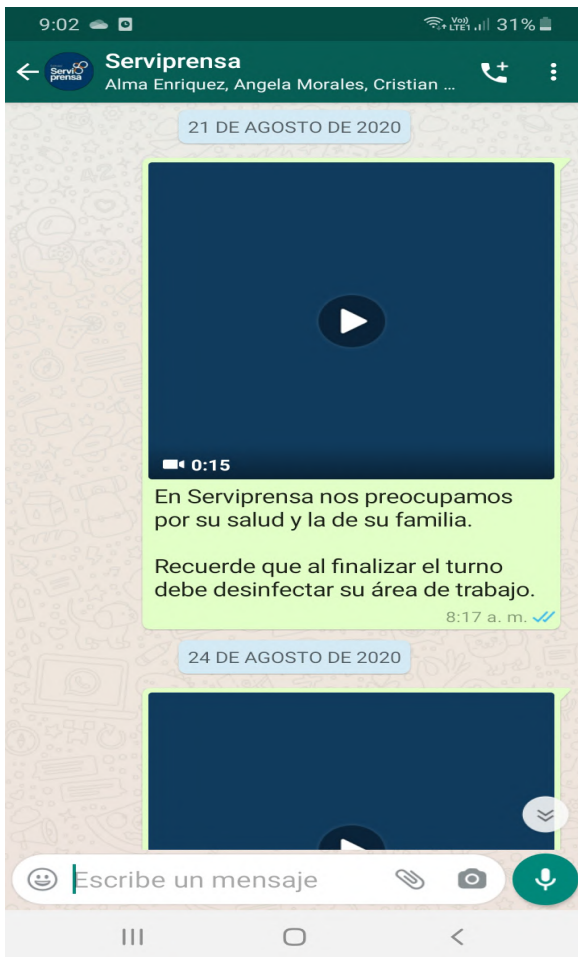 9:02 31%
Servi prensa
Serviprensa
Alma Enriquez, Angela Morales, Cristian ...
21 DE AGOSTO DE 2020
0:15
En Serviprensa nos preocupamos
por su salud y la de su familia.
Recuerde que al finalizar el turno
debe desinfectar su área de trabajo.
8:17 a. m.
24 DE AGOSTO DE 2020
Escribe un mensaje